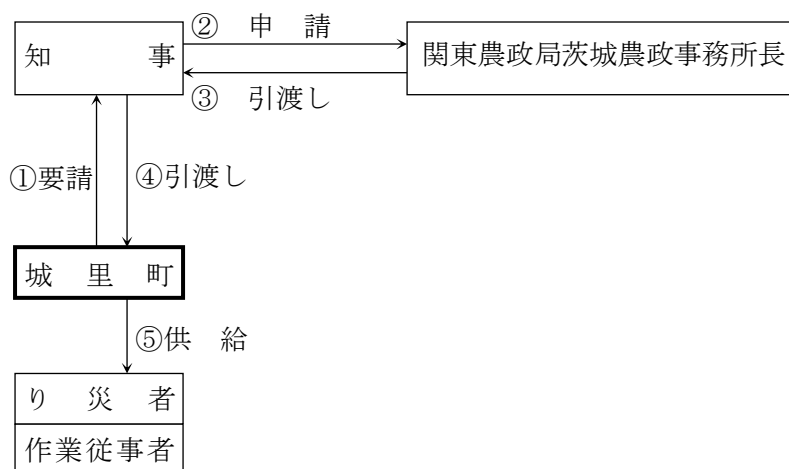 ② 申 請
知 事
関東農政局茨城農政事務所長
③ 引渡し
①要請
④引渡し
城 里 町
⑤供 給
り 災 者
作業従事者